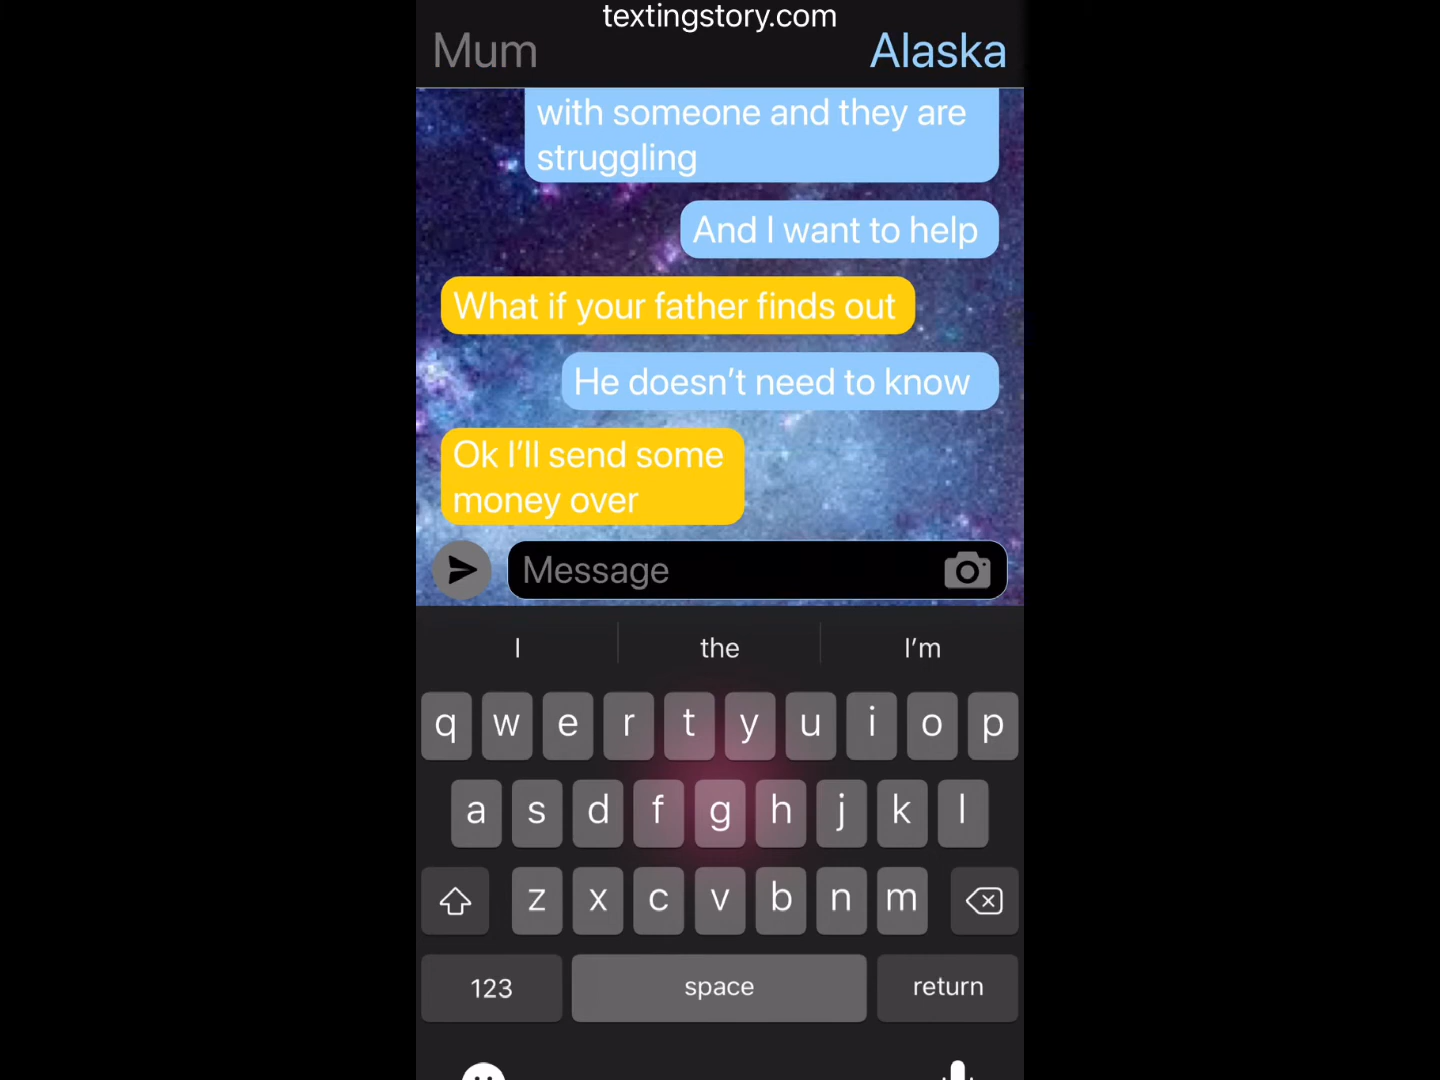 textingstory.com
Mum
Alaska
with someone and they are
struggling
And I want to help
What if your father finds out
He doesn’t need to know
Ok I’ll send some
money over
Message
I the I’m
q w e r t y u i o p
a s d f g h j k l
z x c v b n m
123 space return